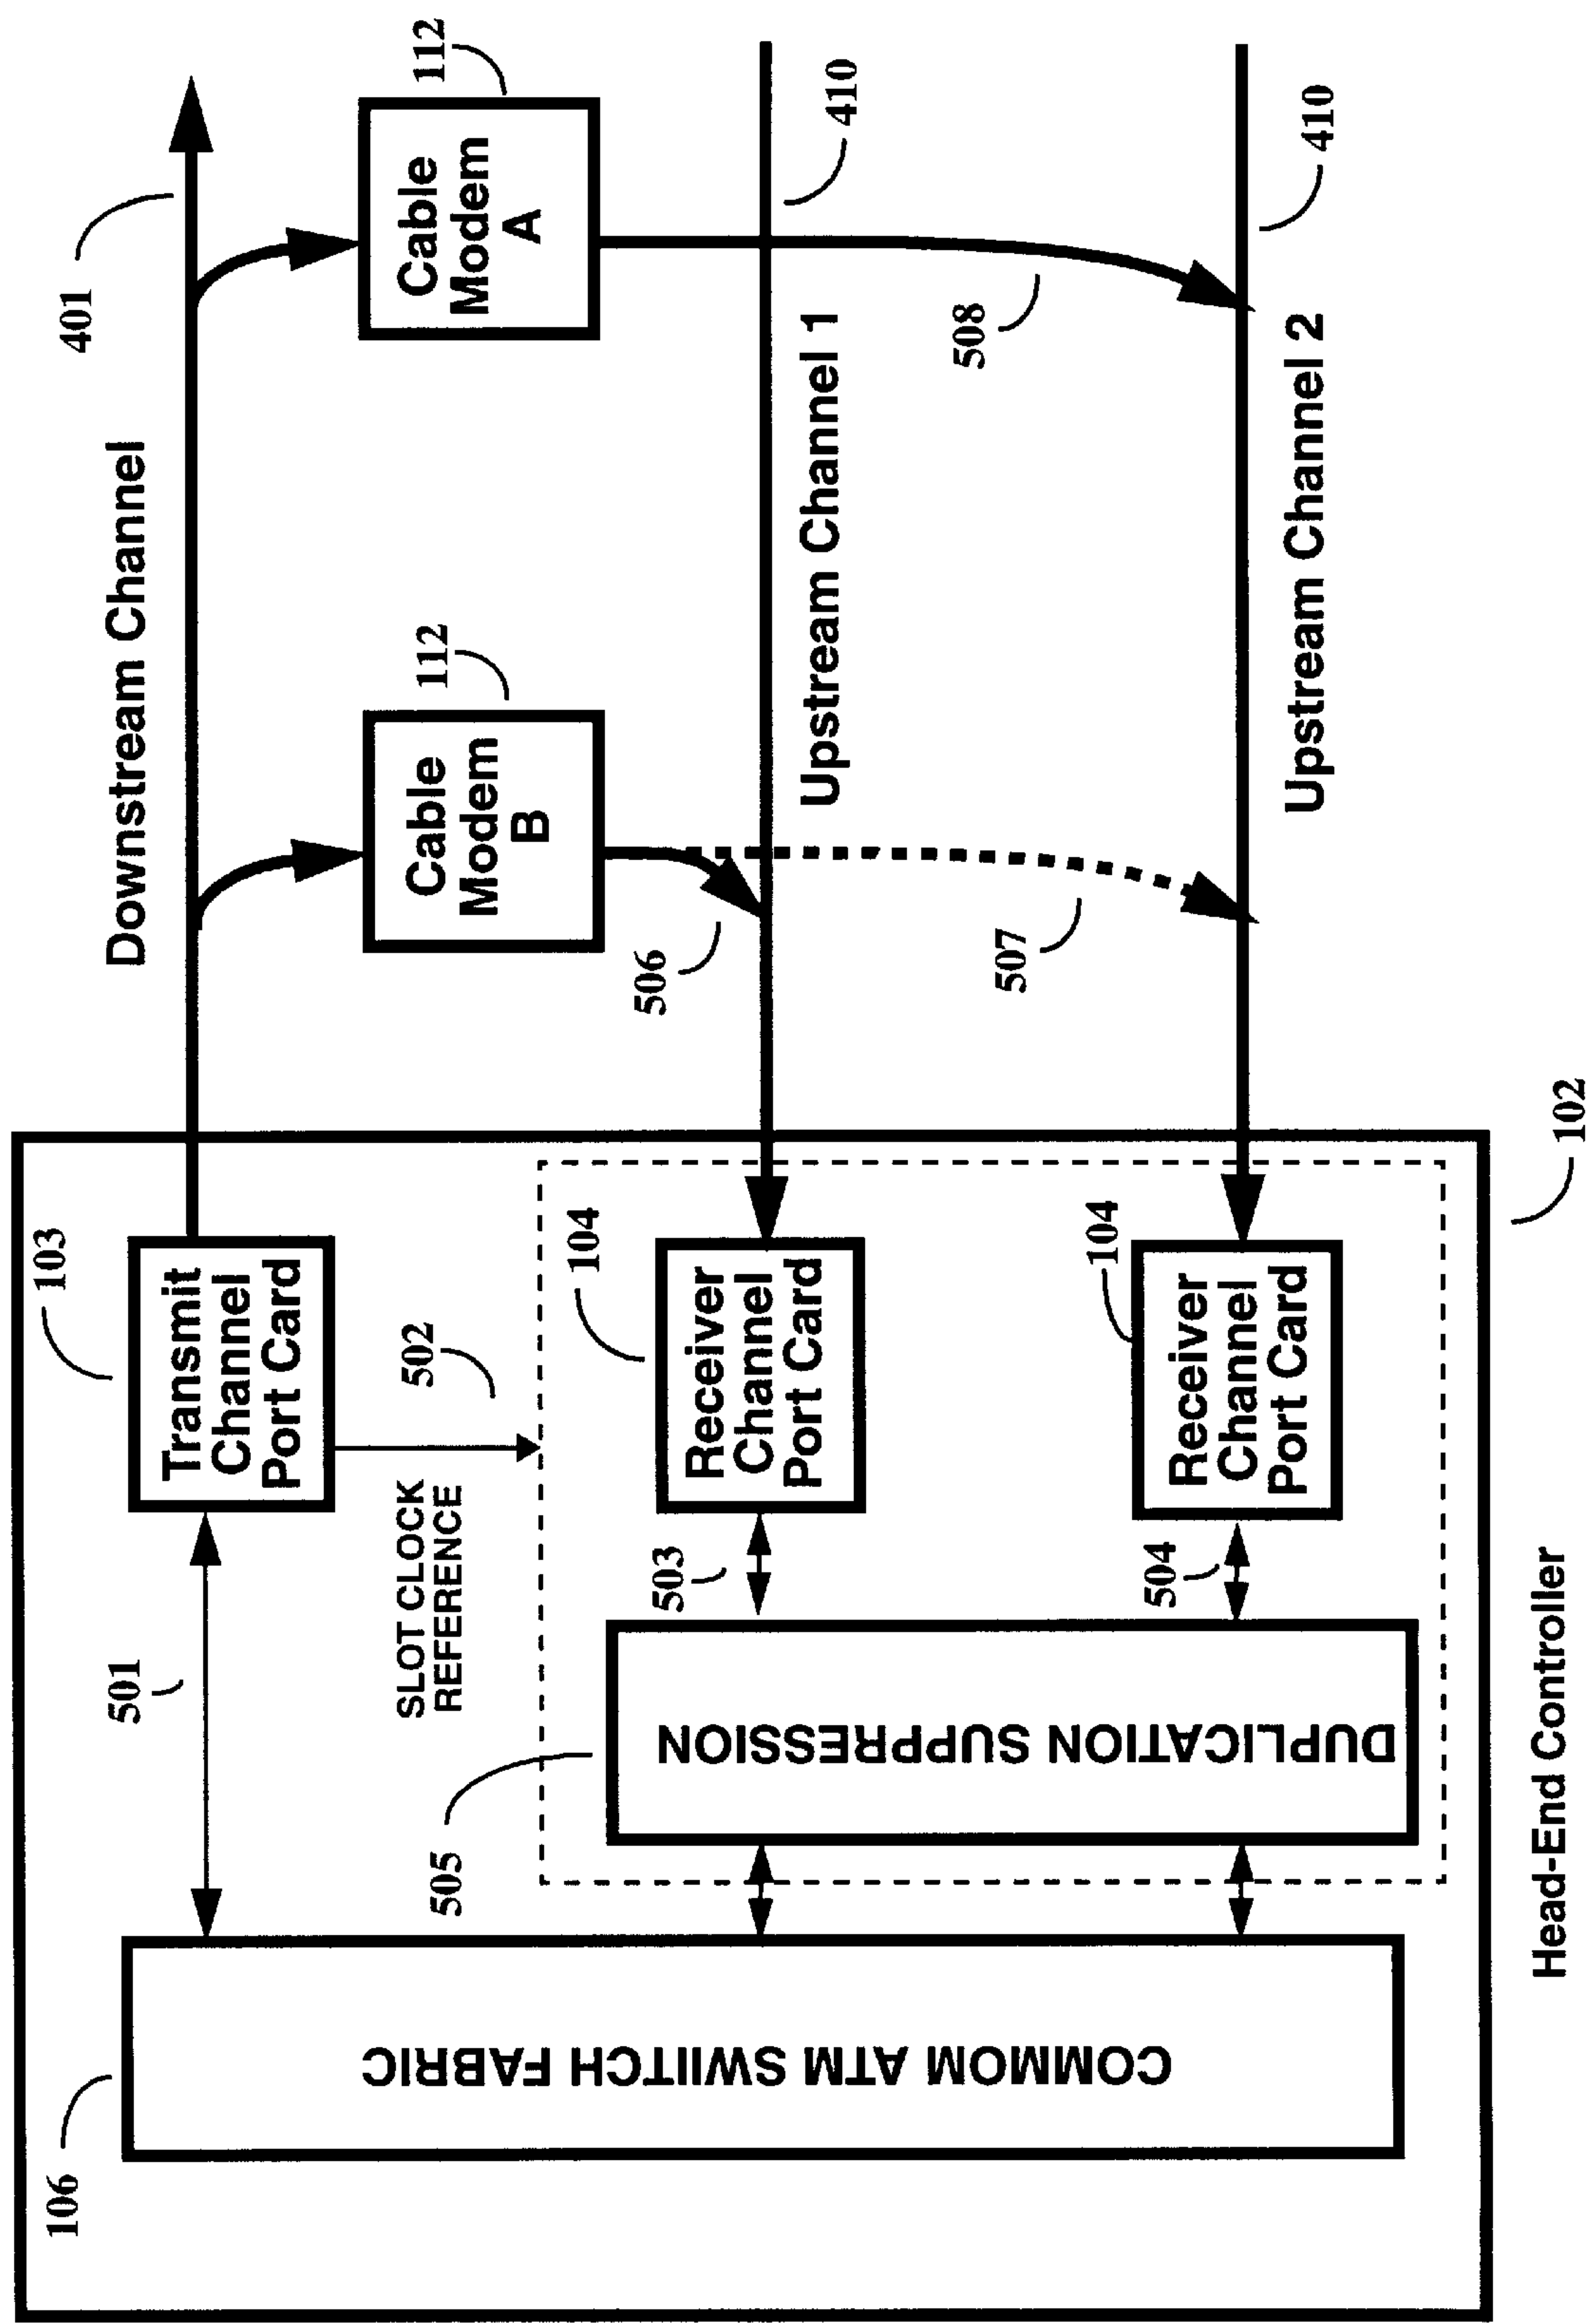 106
501
103
Transmit
Channel
Port Card
Downstream Channel
401
COMMOM ATM SWIITCH FABRIC
505
SLOT CLOCK
REFERENCE
502
Cable
Modem
B
112
Cable
Modem
A
112
DUPLICATION SUPPRESSION
503
104
Receiver
Channel
Port Card
506
Upstream Channel 1
410
507
508
504
104
Receiver
Channel
Port Card
Upstream Channel 2
410
Head-End Controller
102